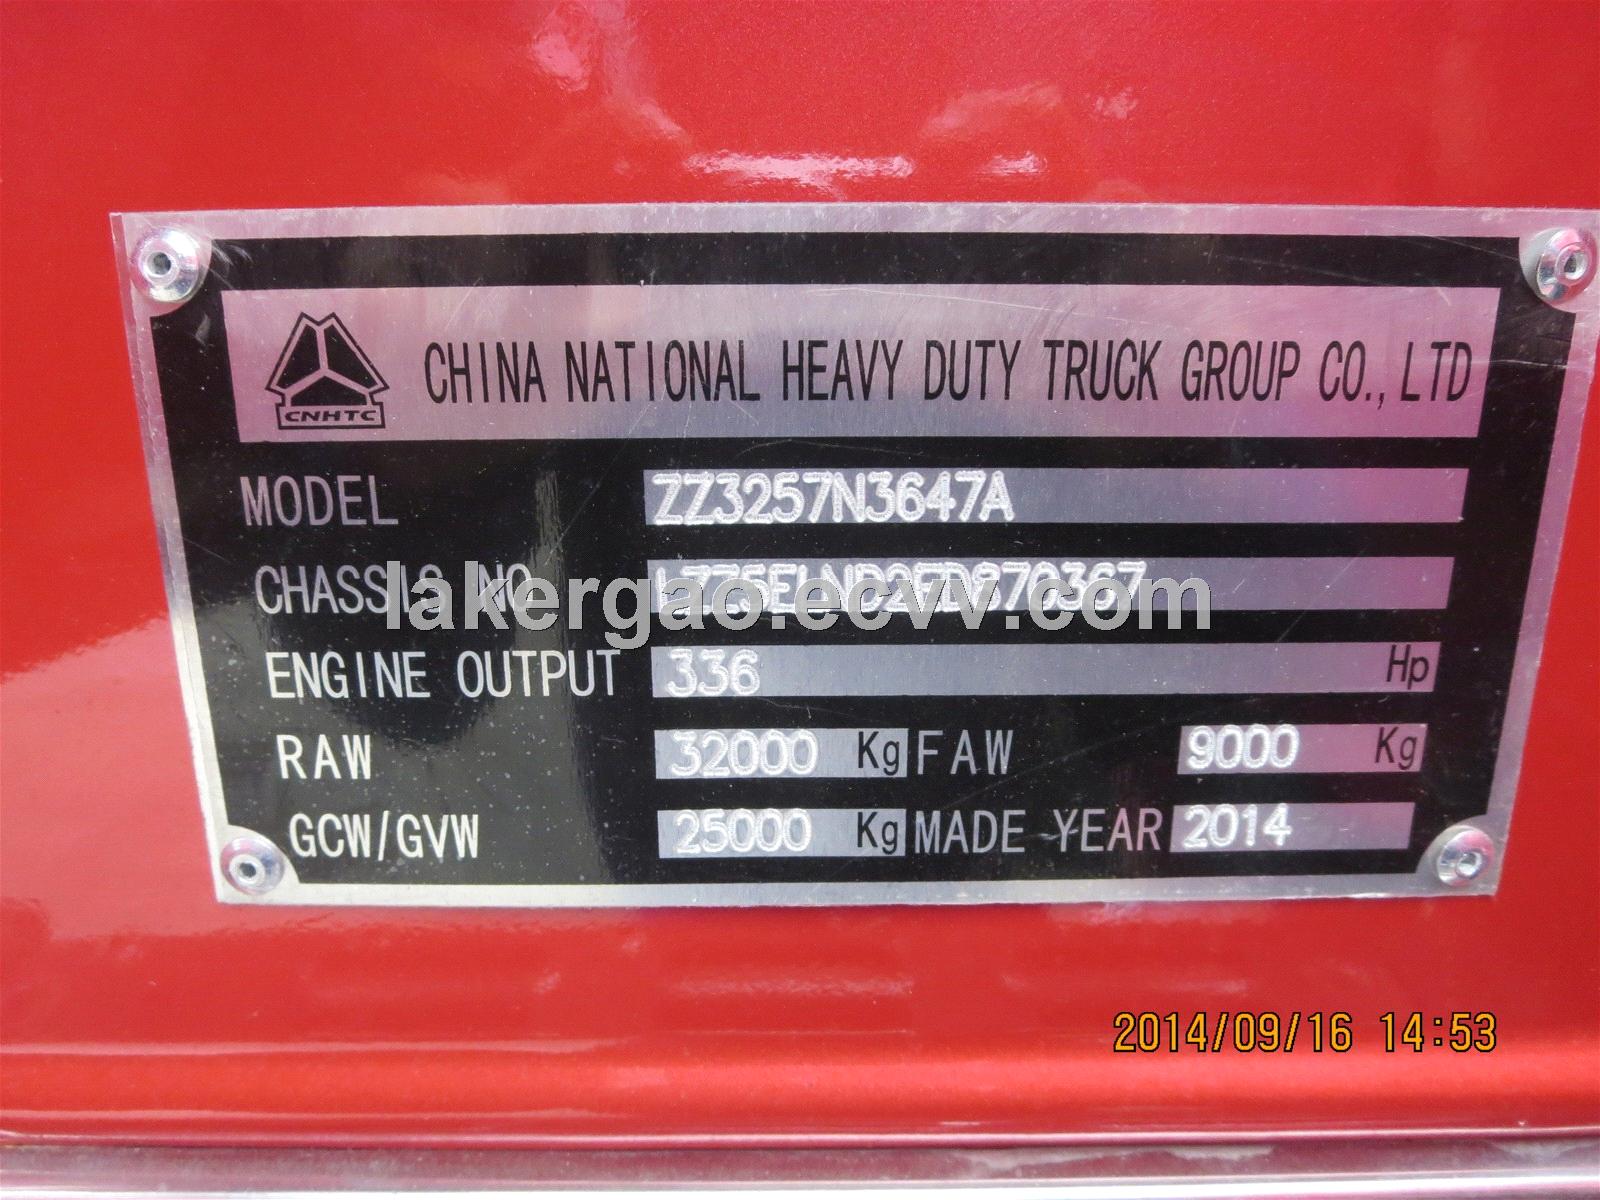 CNHTC CHINA NATIONAL HEAVY DUTY TRUCK GROUP CO., LTD
MODEL ZZ3257N3647A
CHASSIS NO LZZ5ELND2ED870367
lakergao.ecvv.com
ENGINE OUTPUT 336 Hp
RAW 32000 Kg FAW 9000 Kg
GCW/GVW 25000 Kg MADE YEAR 2014
2014/09/16 14:53